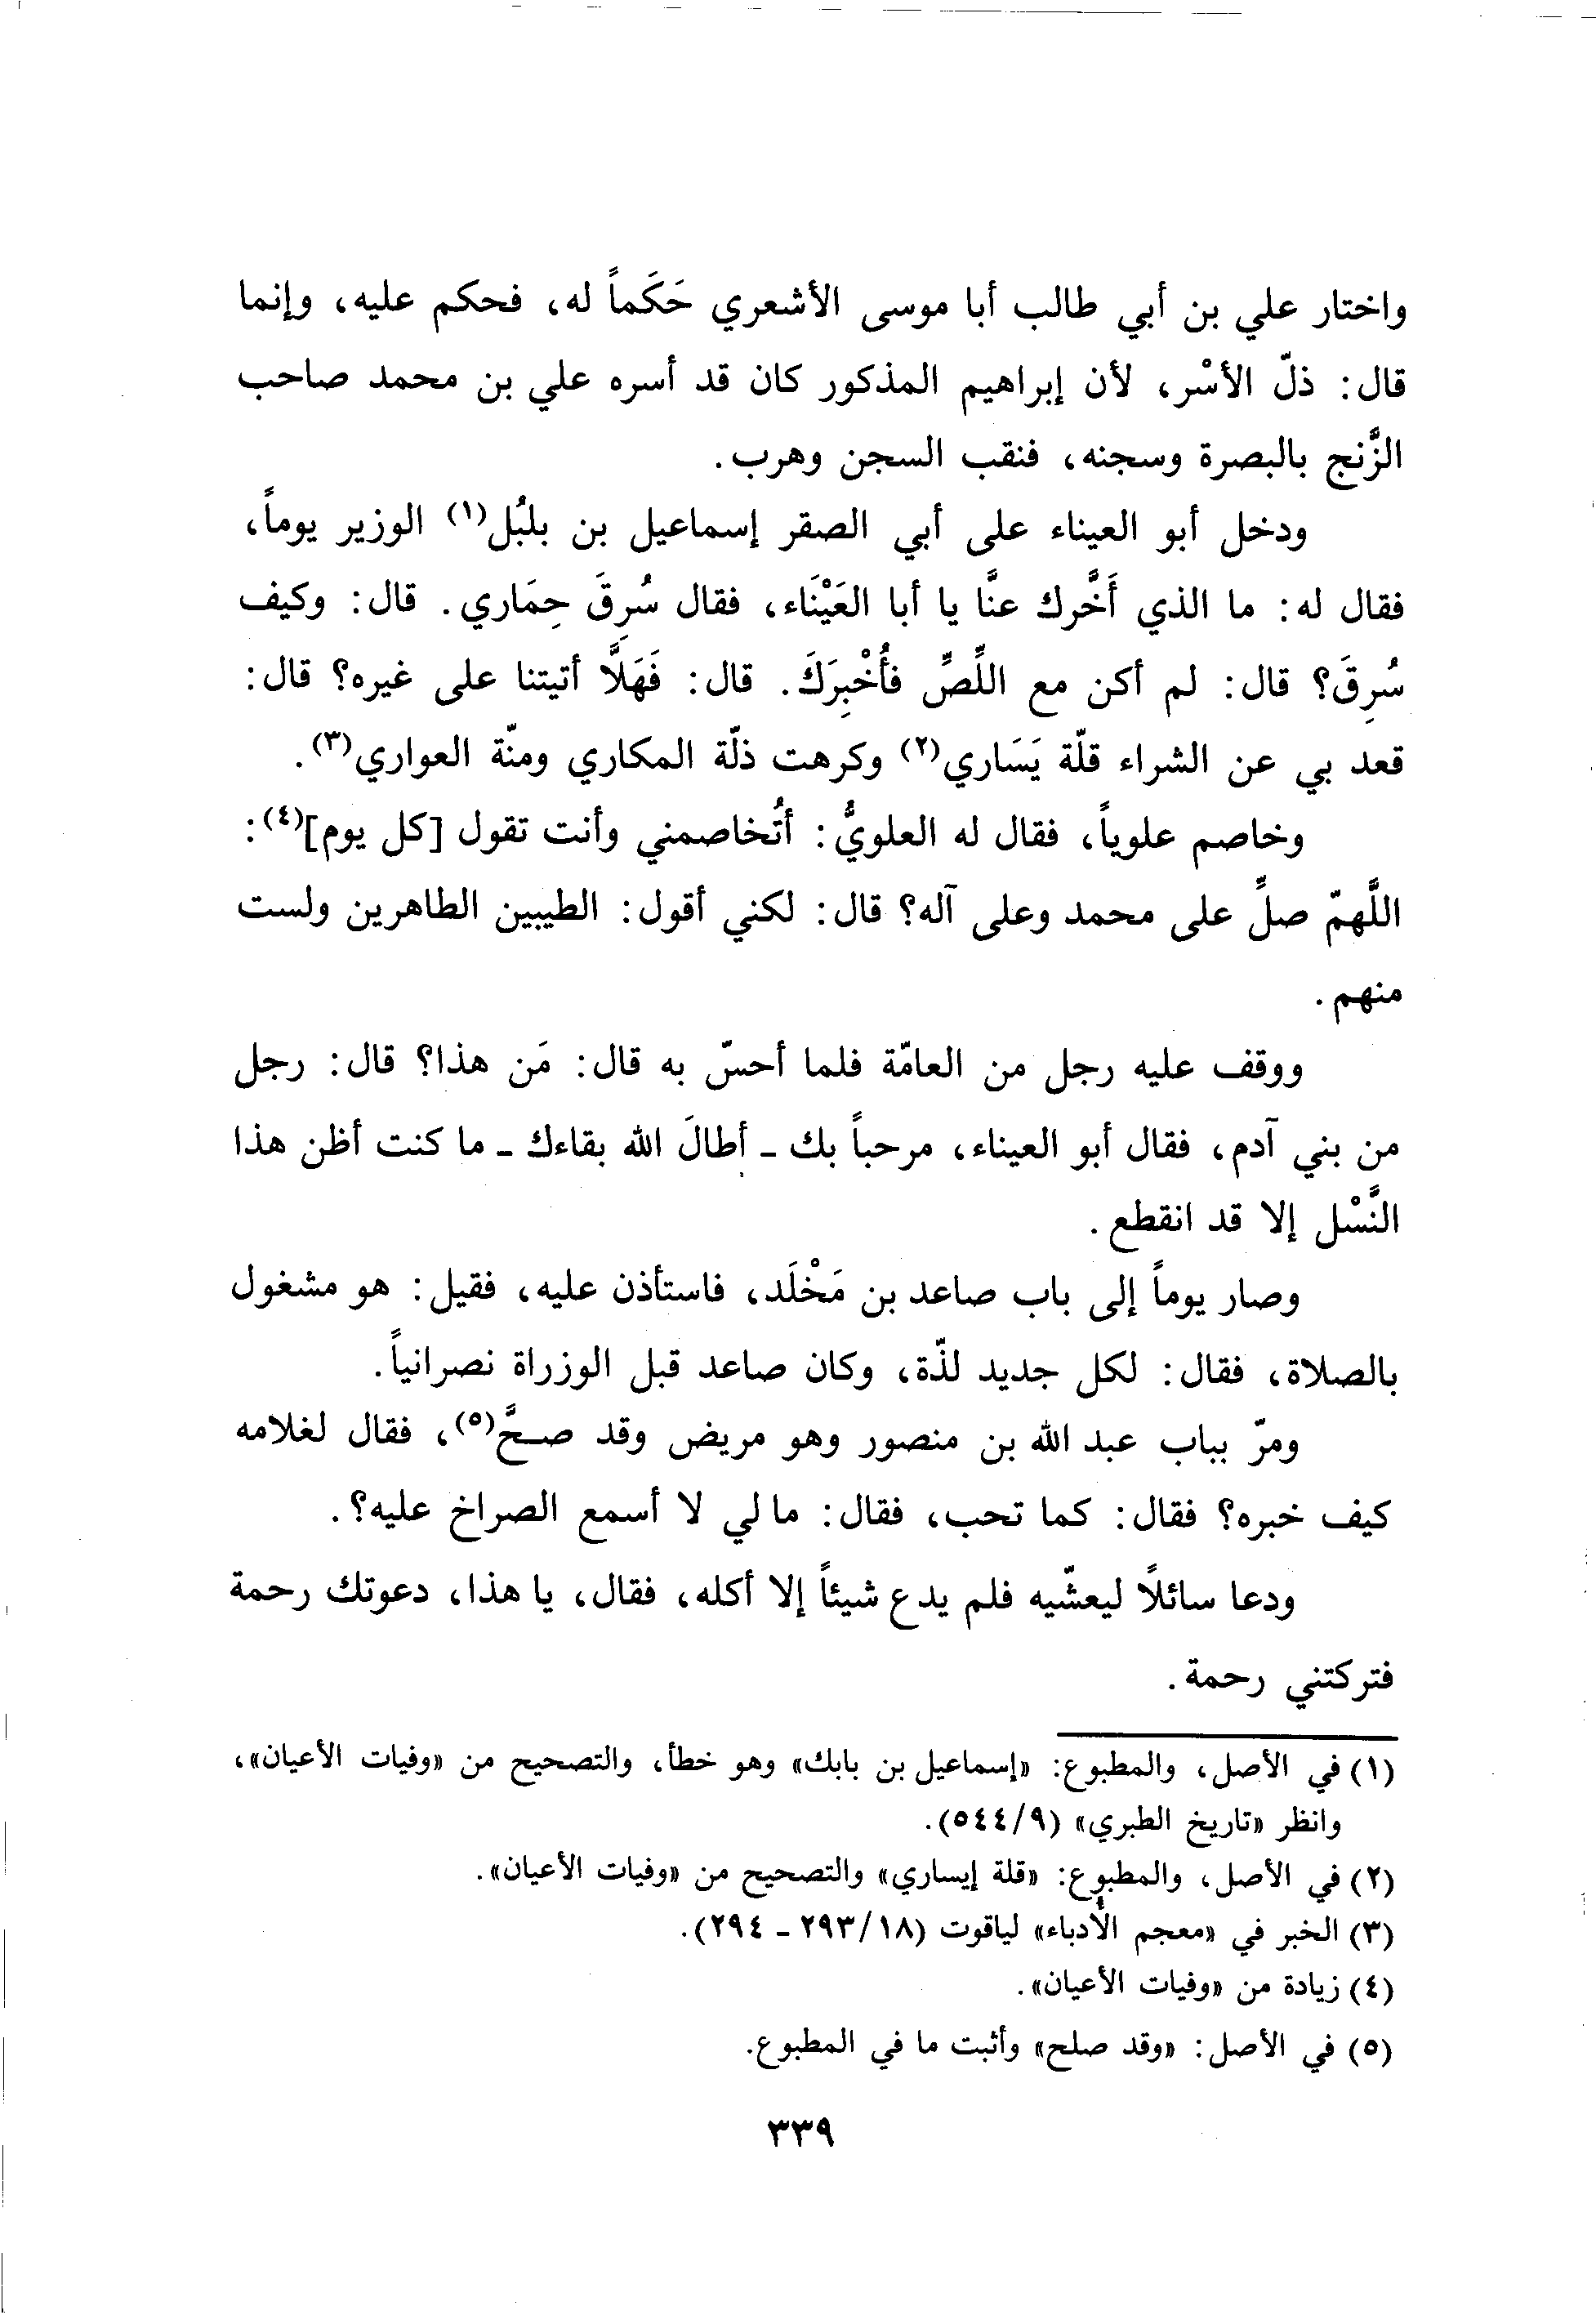 واختار علي بن أبي طالب أبا موسى الأشعري حَكَماً له، فحكم عليه، وإنما
قال: ذلّ الأسْر، لأن إبراهيم المذكور كان قد أسره علي بن محمد صاحب
الزَّنج بالبصرة وسجنه، فنقب السجن وهرب.
ودخل أبو العيناء على أبي الصقر إسماعيل بن بلبُل(١) الوزير يوماً،
فقال له: ما الذي أَخَّرك عنَّا يا أبا العَيْنَاء، فقال سُرِقَ حِمَاري. قال: وكيف
سُرِقَ؟ قال: لم أكن مع اللِّصِّ فأُخْبِرَكَ. قال: فَهَلَّا أتيتنا على غيره؟ قال:
قعد بي عن الشراء قلّة يَسَاري(٢) وكرهت ذلّة المكاري ومنّة العواري(٣).
وخاصم علوياً، فقال له العلويُّ: أتُخاصمني وأنت تقول [كل يوم](٤):
اللَّهمّ صلِّ على محمد وعلى آله؟ قال: لكني أقول: الطيبين الطاهرين ولست
منهم.
ووقف عليه رجل من العامّة فلما أحسّ به قال: مَن هذا؟ قال: رجل
من بني آدم، فقال أبو العيناء، مرحباً بك ـ أطالَ الله بقاءك ـ ما كنت أظن هذا
النَّسْل إلا قد انقطع.
وصار يوماً إلى باب صاعد بن مَخْلَد، فاستأذن عليه، فقيل: هو مشغول
بالصلاة، فقال: لكل جديد لذّة، وكان صاعد قبل الوزراة نصرانياً.
ومرّ بباب عبد الله بن منصور وهو مريض وقد صحَّ(٥)، فقال لغلامه
كيف خبره؟ فقال: كما تحب، فقال: ما لي لا أسمع الصراخ عليه؟.
ودعا سائلاً ليعشّيه فلم يدع شيئاً إلا أكله، فقال، يا هذا، دعوتك رحمة
فتركتني رحمة.
(١) في الأصل، والمطبوع: «إسماعيل بن بابك» وهو خطأ، والتصحيح من «وفيات الأعيان»،
وانظر «تاريخ الطبري» (٩/٥٤٤).
(٢) في الأصل، والمطبوع: «قلة إيساري» والتصحيح من «وفيات الأعيان».
(٣) الخبر في «معجم الأدباء» لياقوت (١٨/٢٩٣ ـ ٢٩٤).
(٤) زيادة من «وفيات الأعيان».
(٥) في الأصل: «وقد صلح» وأثبت ما في المطبوع.
٣٣٩